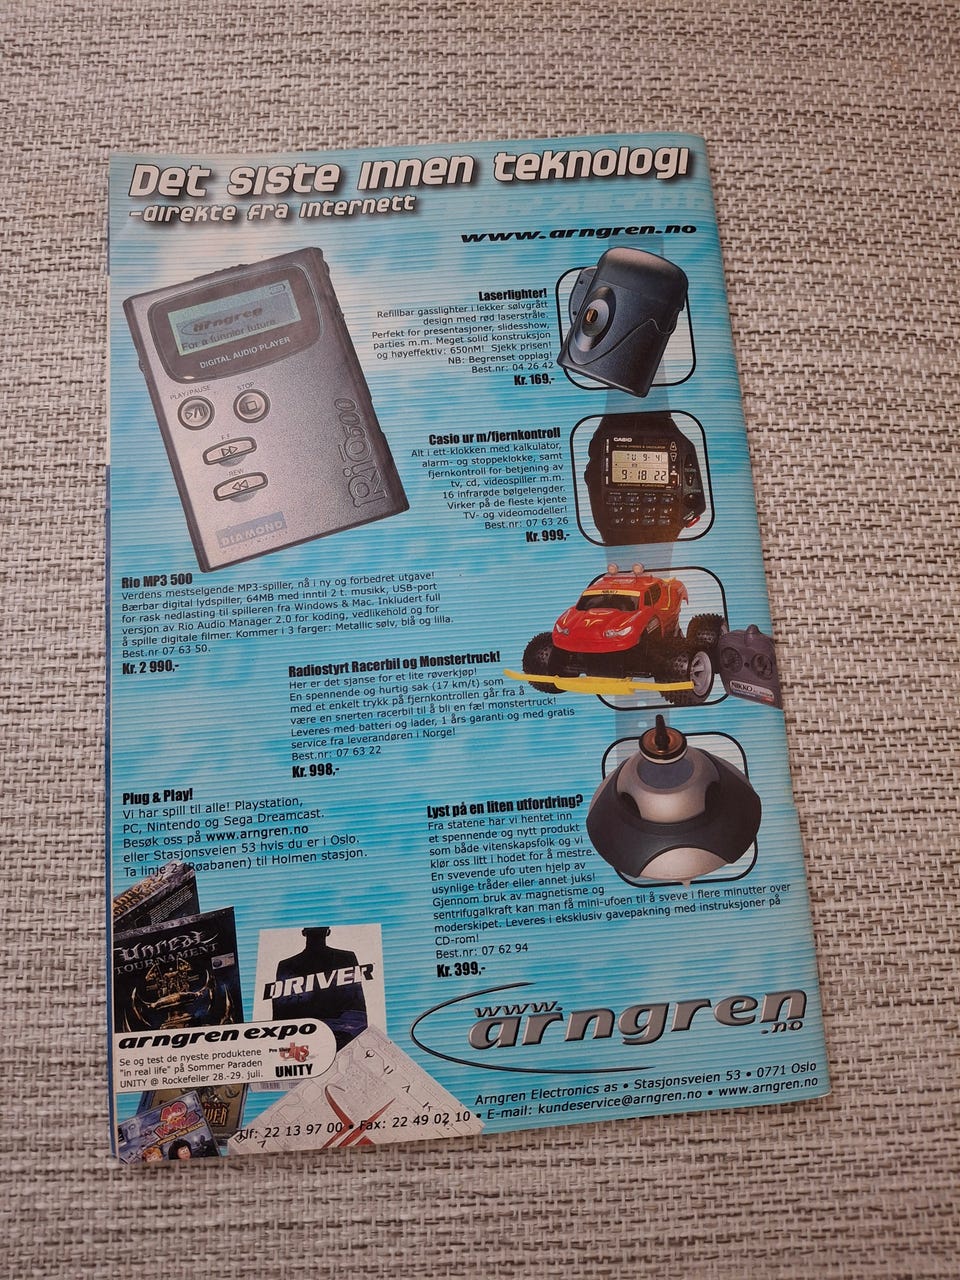 Det siste innen teknologi
-direkte fra internett
www.arngren.no
arngren
For a funnier future
DIGITAL AUDIO PLAYER
PLAY/PAUSE
STOP
F.F
REW
RiO500
DIAMOND
Laserlighter!
Refillbar gasslighter i lekker sølvgrått
design med rød laserstråle.
Perfekt for presentasjoner, slidesshow,
parties m.m. Meget solid konstruksjon
og høyeffektiv: 650nM! Sjekk prisen!
NB: Begrenset opplag!
Best.nr: 04 26 42
Kr. 169,-
Casio ur m/fjernkontroll
Alt i ett-klokken med kalkulator,
alarm- og stoppeklokke, samt
fjernkontroll for betjening av
tv, cd, videospiller m.m.
16 infrarøde bølgelengder.
Virker på de fleste kjente
TV- og videomodeller!
Best.nr: 07 63 26
Kr. 999,-
CASIO
9:18 22
Rio MP3 500
Verdens mestselgende MP3-spiller, nå i ny og forbedret utgave!
Bærbar digital lydspiller, 64MB med inntil 2 t. musikk, USB-port
for rask nedlasting til spilleren fra Windows & Mac. Inkludert full
versjon av Rio Audio Manager 2.0 for koding, vedlikehold og for
å spille digitale filmer. Kommer i 3 farger: Metallic sølv, blå og lilla.
Best.nr 07 63 50.
Kr. 2 990,-
Radiostyrt Racerbil og Monstertruck!
Her er det sjanse for et lite røverkjøp!
En spennende og hurtig sak (17 km/t) som
med et enkelt trykk på fjernkontrollen går fra å
være en snerten racerbil til å bli en fæl monstertruck!
Leveres med batteri og lader, 1 års garanti og med gratis
service fra leverandøren i Norge!
Best.nr: 07 63 22
Kr. 998,-
NIKKO
Plug & Play!
Vi har spill til alle! Playstation,
PC, Nintendo og Sega Dreamcast.
Besøk oss på www.arngren.no
eller Stasjonsveien 53 hvis du er i Oslo.
Ta linje 2 (Røabanen) til Holmen stasjon.
Lyst på en liten utfordring?
Fra statene har vi hentet inn
et spennende og nytt produkt
som både vitenskapsfolk og vi
klør oss litt i hodet for å mestre.
En svevende ufo uten hjelp av
usynlige tråder eller annet juks!
Gjennom bruk av magnetisme og
sentrifugalkraft kan man få mini-ufoen til å sveve i flere minutter over
moderskipet. Leveres i eksklusiv gavepakning med instruksjoner på
CD-rom!
Best.nr: 07 62 94
Kr. 399,-
Unreal
TOURNAMENT
DRIVER
arngren expo
Se og test de nyeste produktene
"in real life" på Sommer Paraden
UNITY @ Rockefeller 28.-29. juli.
UNITY
www.
arngren
.no
Arngren Electronics as • Stasjonsveien 53 • 0771 Oslo
Tlf: 22 13 97 00 • Fax: 22 49 02 10 • E-mail: kundeservice@arngren.no • www.arngren.no